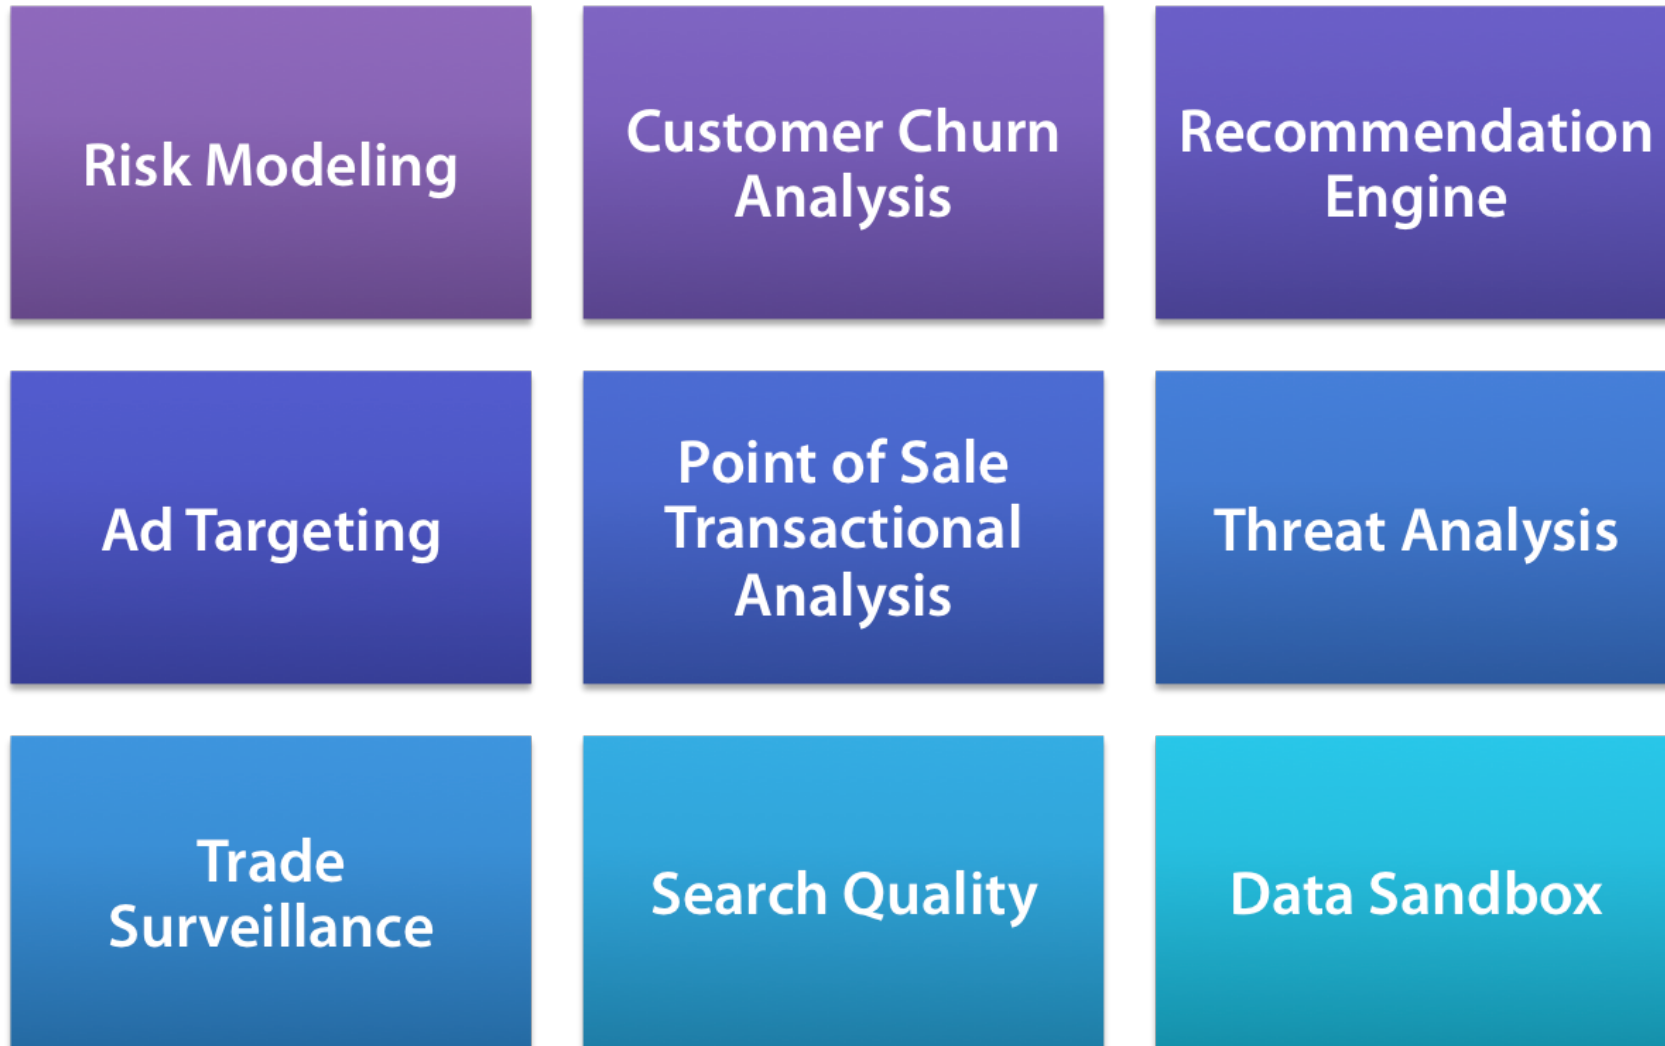 Risk Modeling
Customer Churn
Analysis
Recommendation
Engine
Ad Targeting
Point of Sale
Transactional
Analysis
Threat Analysis
Trade
Surveillance
Search Quality
Data Sandbox